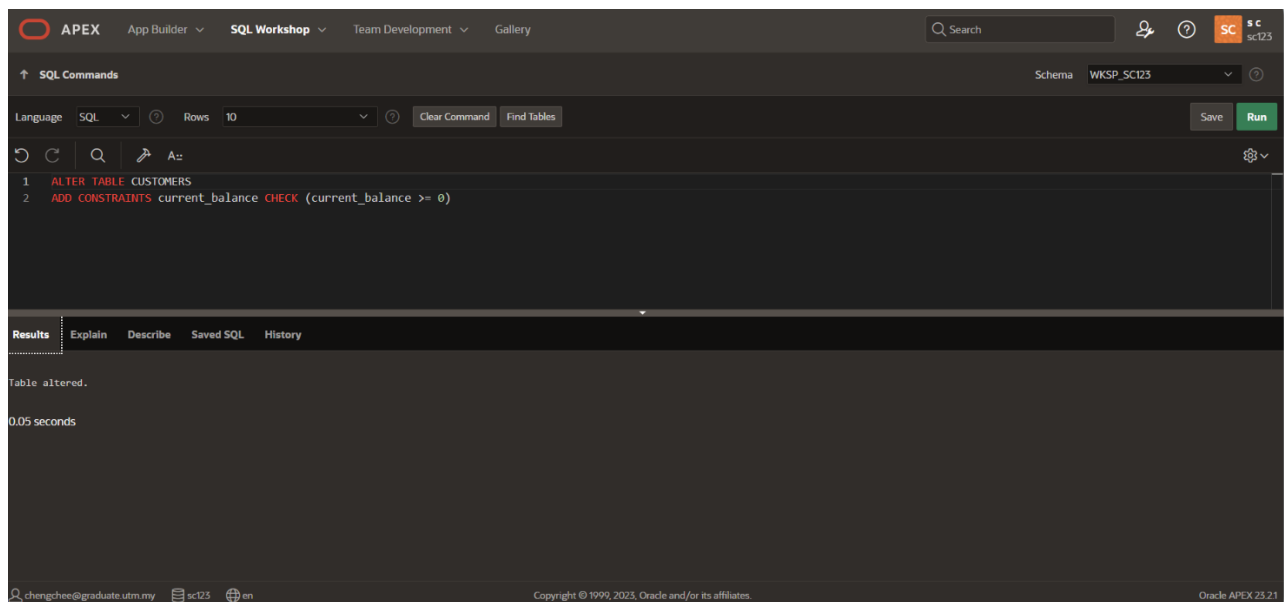 APEX App Builder SQL Workshop Team Development Gallery Search SC s c
sc123
↑ SQL Commands Schema WKSP_SC123
Language SQL Rows 10 Clear Command Find Tables Save Run
A::
1 ALTER TABLE CUSTOMERS
2 ADD CONSTRAINTS current_balance CHECK (current_balance >= 0)
Results Explain Describe Saved SQL History
Table altered.
0.05 seconds
chengchee@graduate.utm.my sc123 en Copyright © 1999, 2023, Oracle and/or its affiliates. Oracle APEX 23.2.1